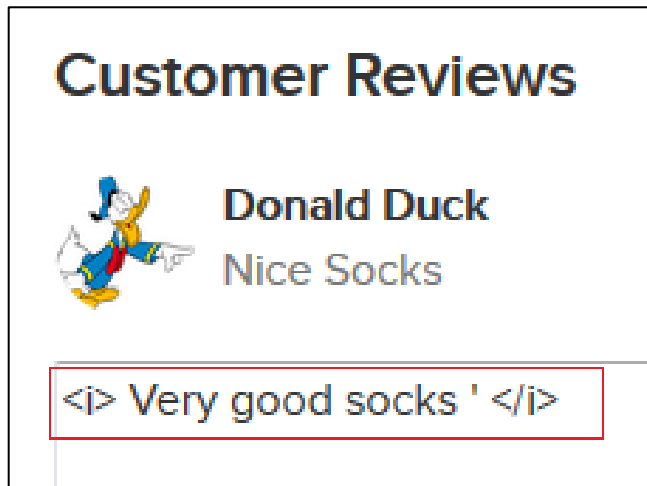 Customer Reviews
Donald Duck
Nice Socks
<i> Very good socks ' </i>